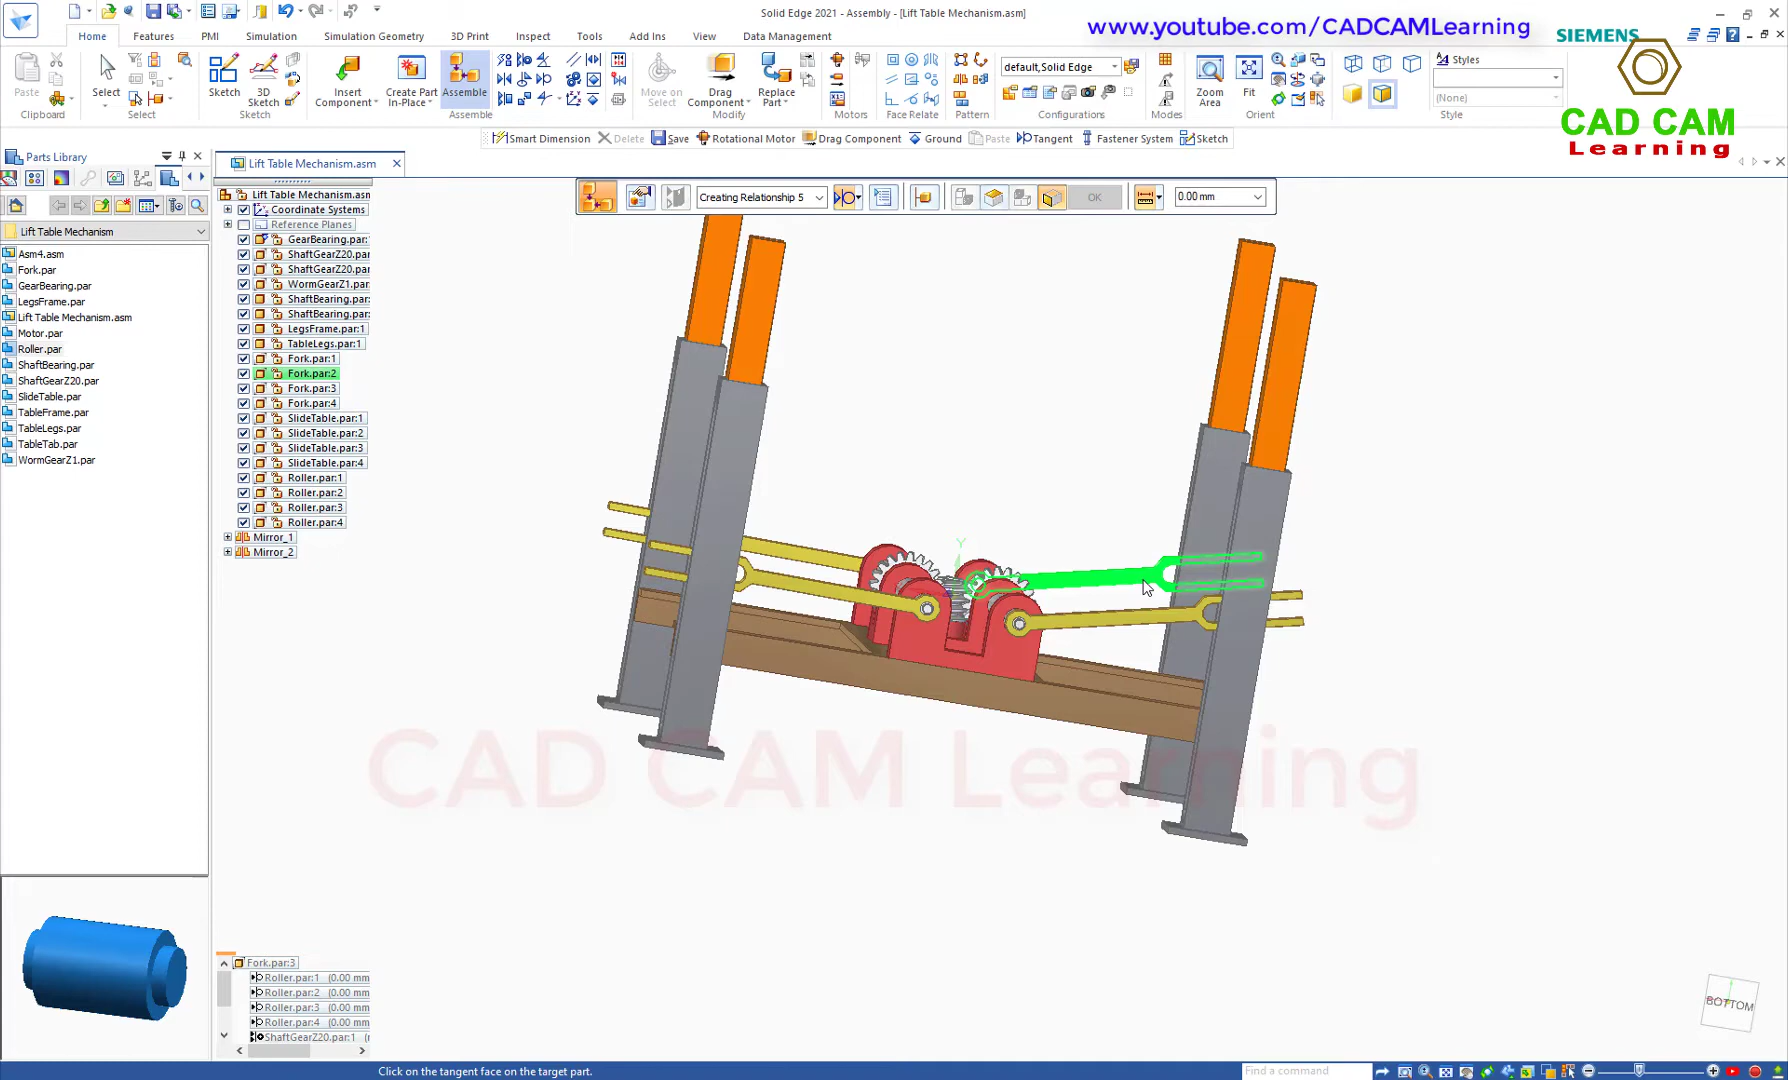 Solid Edge 2021 - Assembly - [Lift Table Mechanism.asm]
www.youtube.com/CADCAMLearning
SIEMENS
Home
Features
PMI
Simulation
Simulation Geometry
3D Print
Inspect
Tools
Add Ins
View
Data Management
Paste
Clipboard
Select
Select
Sketch
3D
Sketch
Sketch
Insert
Component
Create Part
In-Place
Assemble
Assemble
Move on
Select
Drag
Component
Replace
Part
Modify
Motors
Face Relate
Pattern
default,Solid Edge
Configurations
Modes
Zoom
Area
Fit
Orient
Styles
(None)
Style
CAD CAM
Learning
Smart Dimension
Delete
Save
Rotational Motor
Drag Component
Ground
Paste
Tangent
Fastener System
Sketch
Parts Library
Lift Table Mechanism.asm
Creating Relationship 5
OK
0.00 mm
Lift Table Mechanism
Asm4.asm
Fork.par
GearBearing.par
LegsFrame.par
Lift Table Mechanism.asm
Motor.par
Roller.par
ShaftBearing.par
ShaftGearZ20.par
SlideTable.par
TableFrame.par
TableLegs.par
TableTab.par
WormGearZ1.par
Lift Table Mechanism.asm
Coordinate Systems
Reference Planes
GearBearing.par:
ShaftGearZ20.par
ShaftGearZ20.par
WormGearZ1.par:
ShaftBearing.par:
ShaftBearing.par:
LegsFrame.par:1
TableLegs.par:1
Fork.par:1
Fork.par:2
Fork.par:3
Fork.par:4
SlideTable.par:1
SlideTable.par:2
SlideTable.par:3
SlideTable.par:4
Roller.par:1
Roller.par:2
Roller.par:3
Roller.par:4
Mirror_1
Mirror_2
Y
CAD CAM Learning
Fork.par:3
Roller.par:1 (0.00 mm
Roller.par:2 (0.00 mm
Roller.par:3 (0.00 mm
Roller.par:4 (0.00 mm
ShaftGearZ20.par:1 (r
BOTTOM
Click on the tangent face on the target part.
Find a command